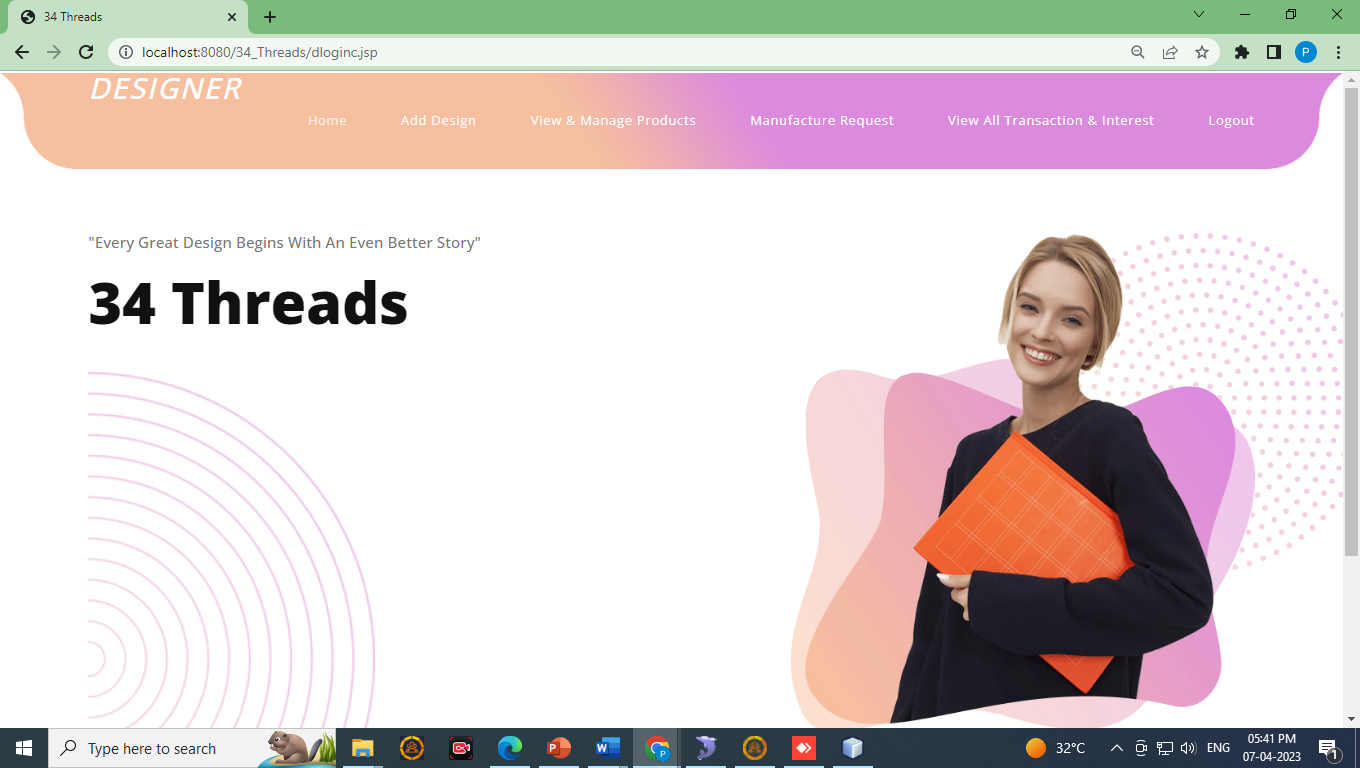 34 Threads
localhost:8080/34_Threads/dloginc.jsp
P
DESIGNER
Home Add Design View & Manage Products Manufacture Request View All Transaction & Interest Logout
"Every Great Design Begins With An Even Better Story"
34 Threads
Type here to search
32°C
ENG
05:41 PM
07-04-2023
1